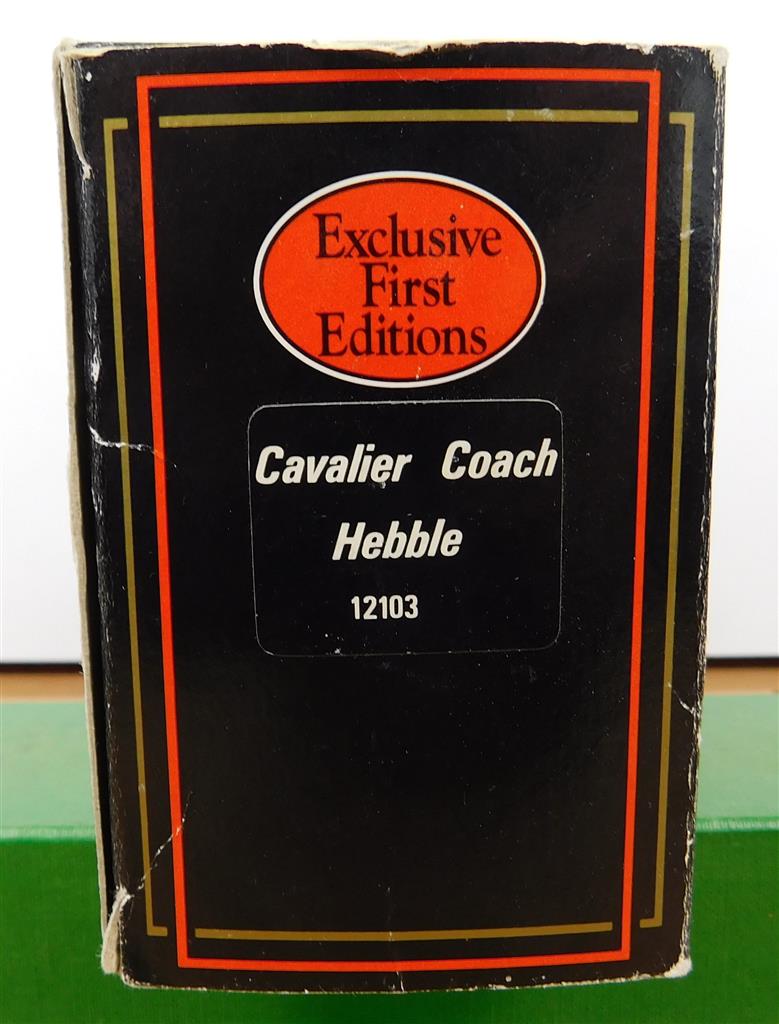 Exclusive
First
Editions
Cavalier Coach
Hebble
12103